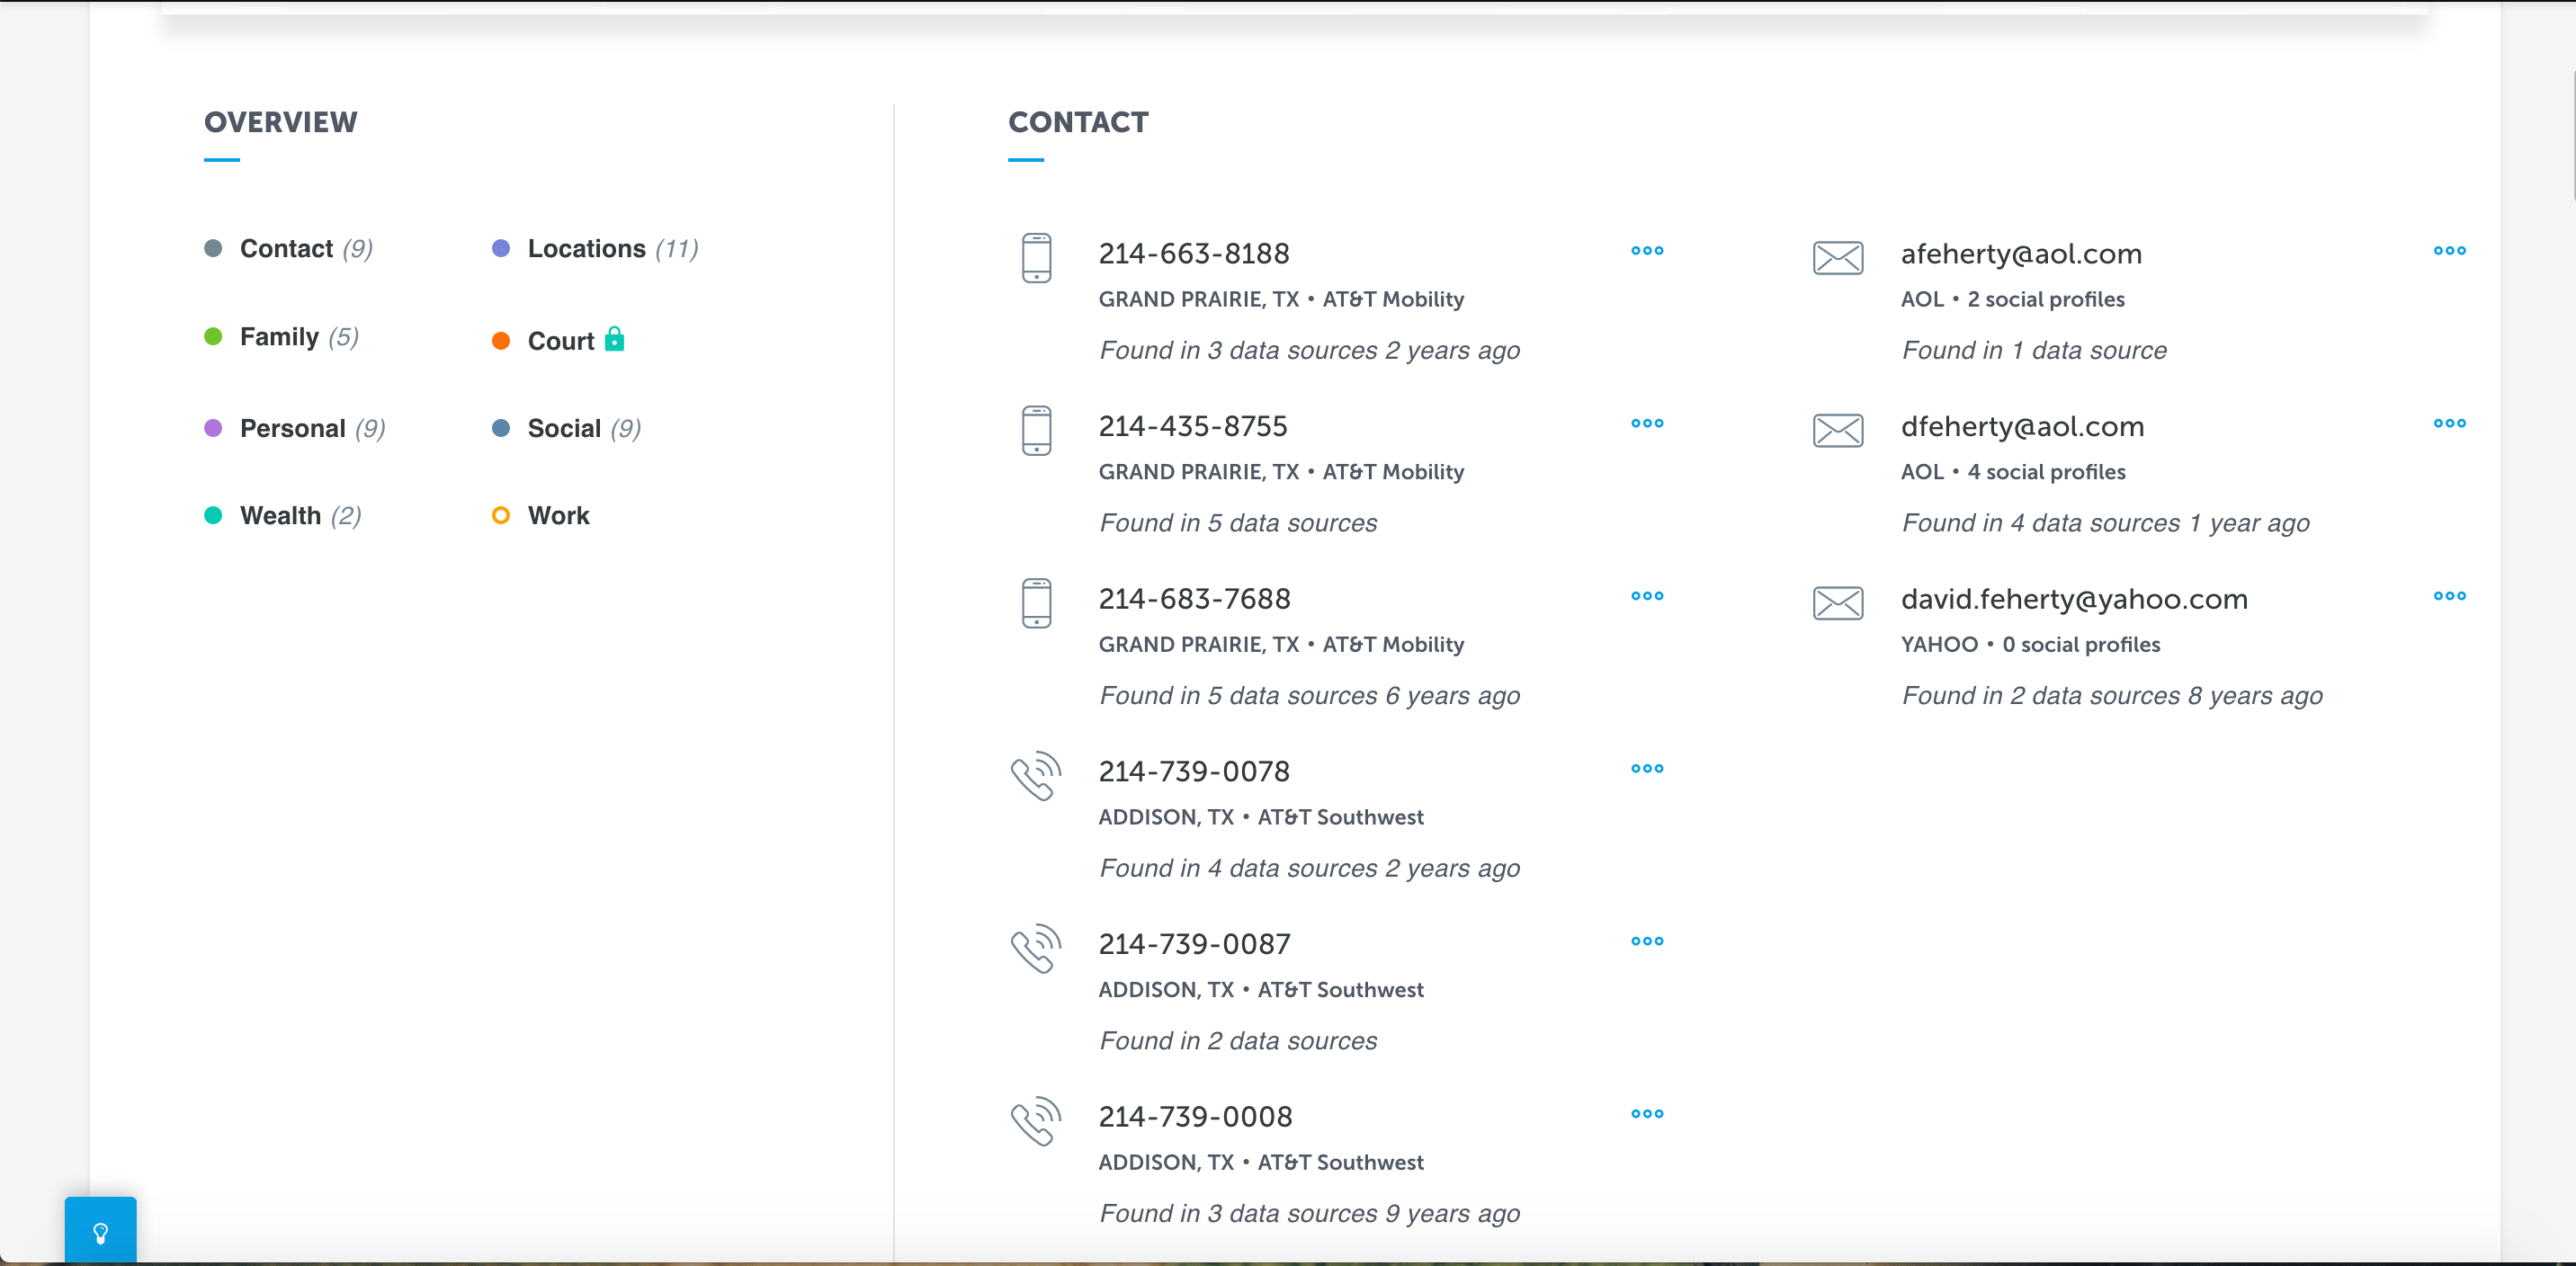 OVERVIEW
Contact (9)
Locations (11)
Family (5)
Court
Personal (9)
Social (9)
Wealth (2)
Work
CONTACT
214-663-8188
GRAND PRAIRIE, TX • AT&T Mobility
Found in 3 data sources 2 years ago
214-435-8755
GRAND PRAIRIE, TX • AT&T Mobility
Found in 5 data sources
214-683-7688
GRAND PRAIRIE, TX • AT&T Mobility
Found in 5 data sources 6 years ago
214-739-0078
ADDISON, TX • AT&T Southwest
Found in 4 data sources 2 years ago
214-739-0087
ADDISON, TX • AT&T Southwest
Found in 2 data sources
214-739-0008
ADDISON, TX • AT&T Southwest
Found in 3 data sources 9 years ago
afeherty@aol.com
AOL • 2 social profiles
Found in 1 data source
dfeherty@aol.com
AOL • 4 social profiles
Found in 4 data sources 1 year ago
david.feherty@yahoo.com
YAHOO • 0 social profiles
Found in 2 data sources 8 years ago